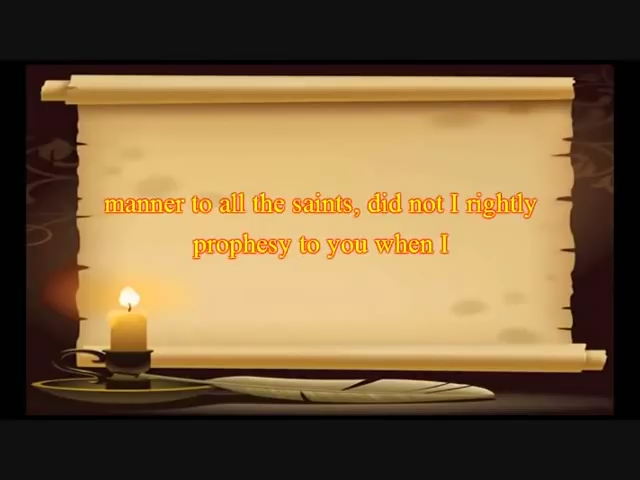 manner to all the saints, did not I rightly
prophesy to you when I